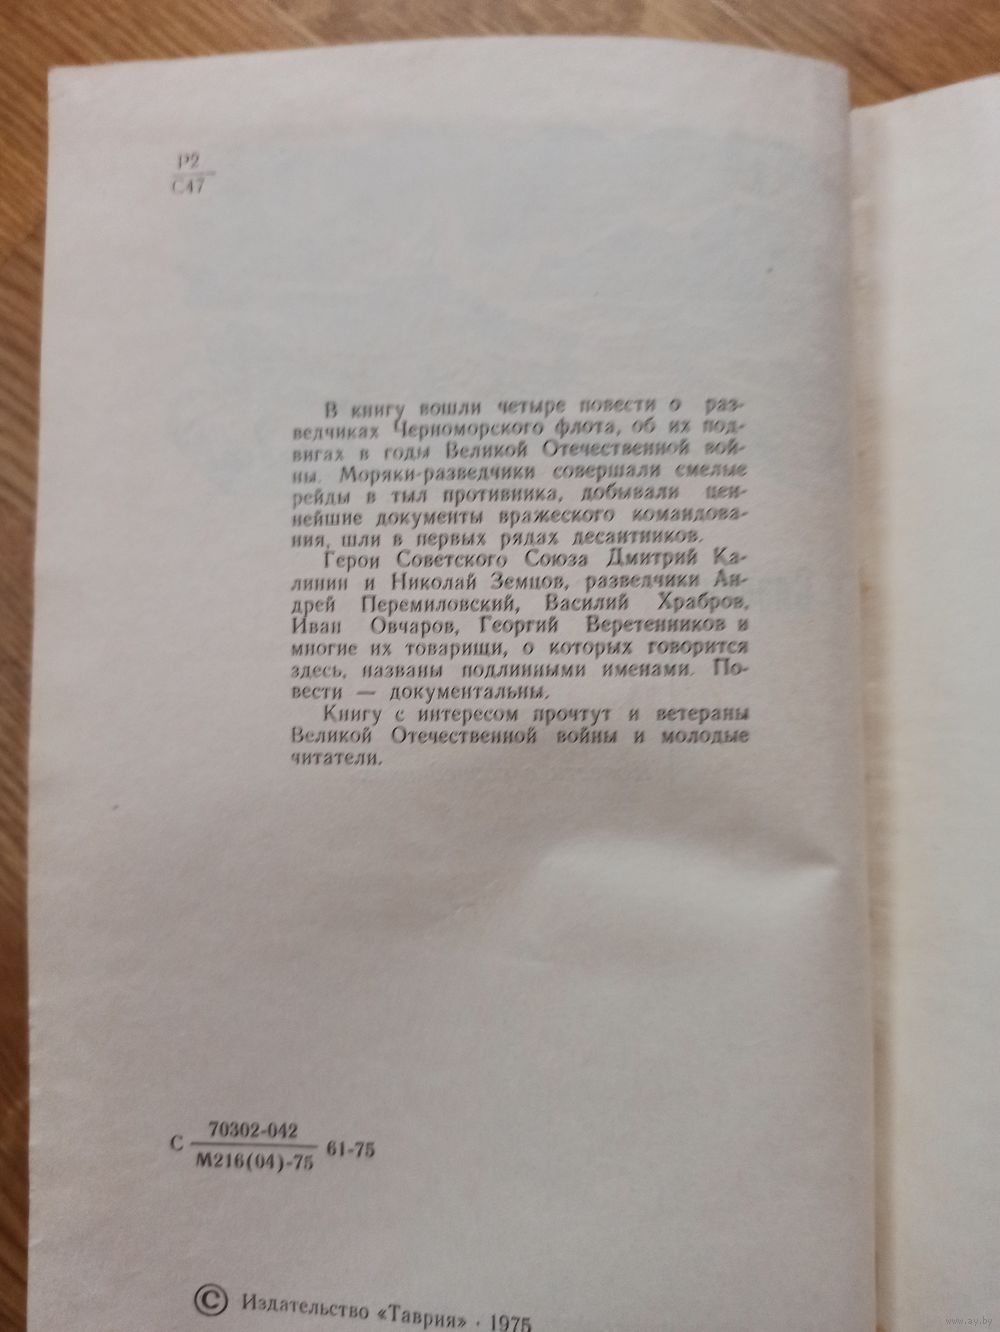 Р2
С47
В книгу вошли четыре повести о раз-
ведчиках Черноморского флота, об их под-
вигах в годы Великой Отечественной вой-
ны. Моряки-разведчики совершали смелые
рейды в тыл противника, добывали цен-
нейшие документы вражеского командова-
ния, шли в первых рядах десантников.
Герои Советского Союза Дмитрий Ка-
линин и Николай Земцов, разведчики Ан-
дрей Перемиловский, Василий Храбров,
Иван Овчаров, Георгий Веретенников и
многие их товарищи, о которых говорится
здесь, названы подлинными именами. По-
вести — документальны.
Книгу с интересом прочтут и ветераны
Великой Отечественной войны и молодые
читатели.
С 70302-042 61-75
М216(04)-75
© Издательство «Таврия» · 1975
www.ay.by